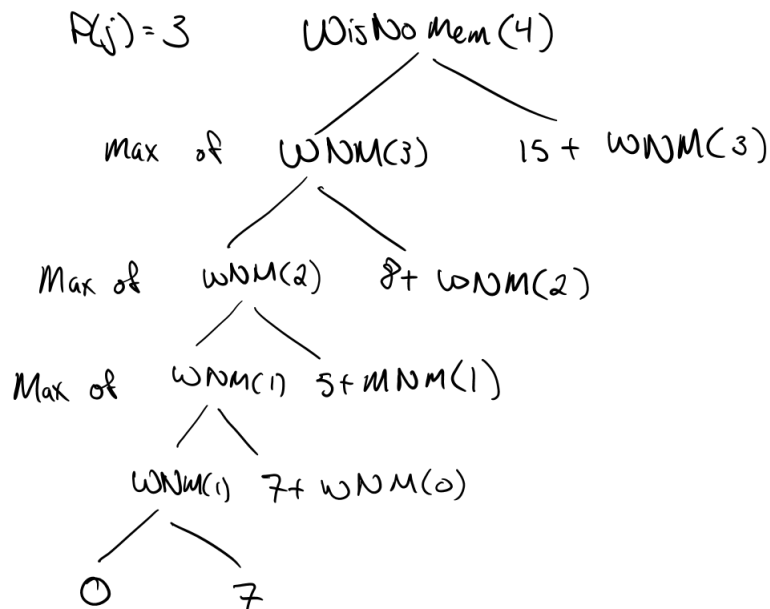 P(j) = 3 WisNoMem(4)
Max of WNM(3) 15 + WNM(3)
Max of WNM(2) 8+ WNM(2)
Max of WNM(1) 5+MNM(1)
WNM(1) 7+ WNM(0)
0 7